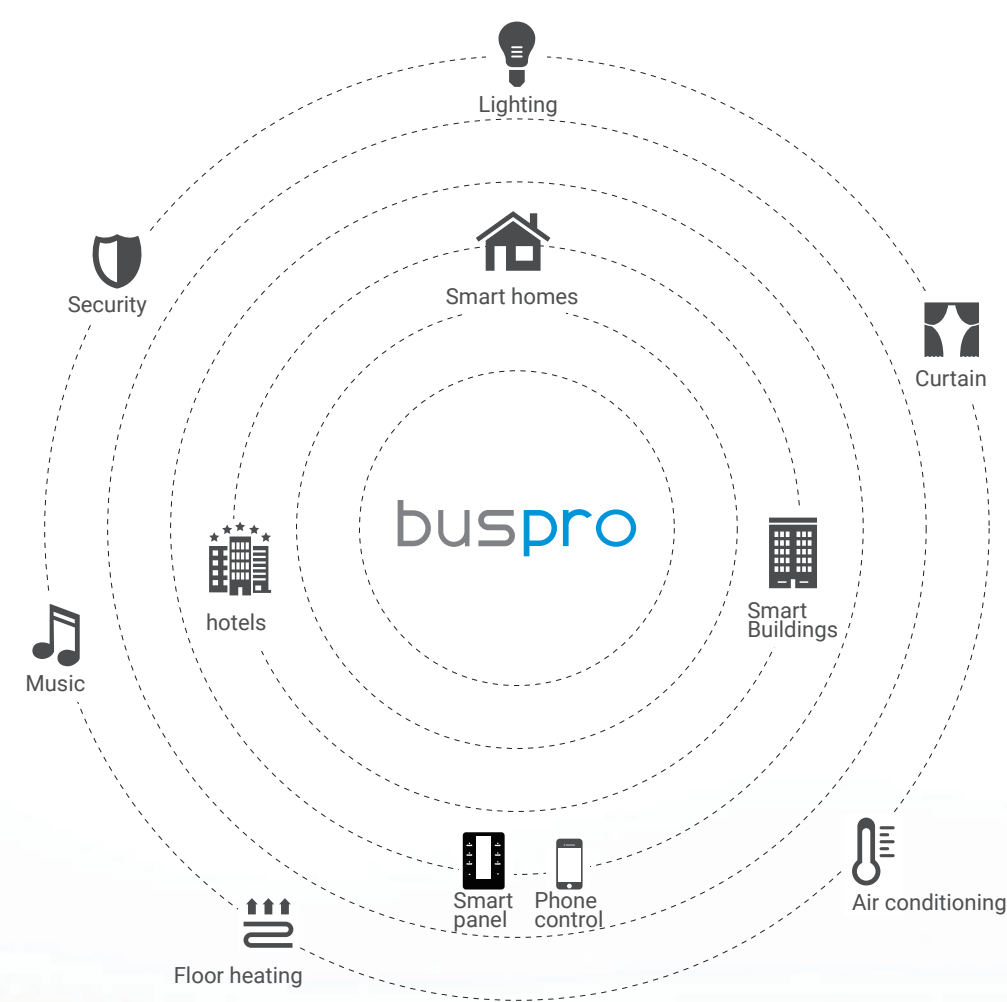 Lighting
Security
Smart homes
Curtain
buspro
hotels
Smart
Buildings
Music
Smart
panel
Phone
control
Air conditioning
Floor heating